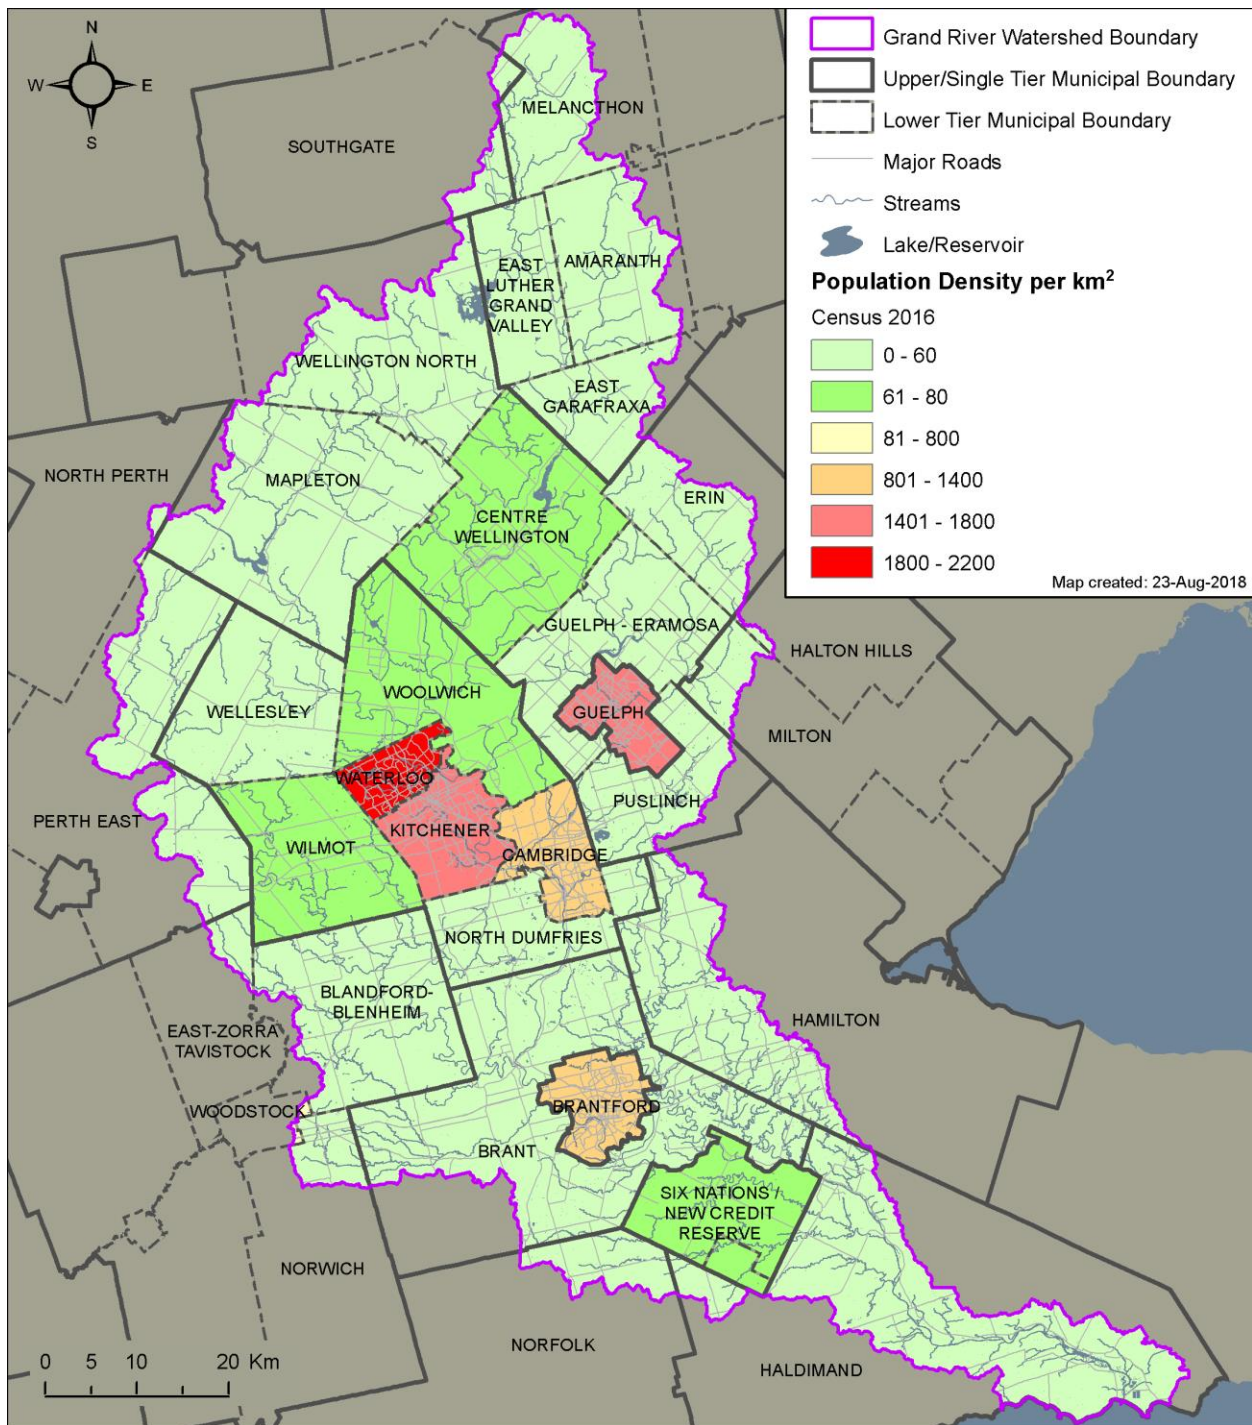 N
W
E
S
Grand River Watershed Boundary
Upper/Single Tier Municipal Boundary
Lower Tier Municipal Boundary
Major Roads
Streams
Lake/Reservoir
Population Density per km²
Census 2016
0 - 60
61 - 80
81 - 800
801 - 1400
1401 - 1800
1800 - 2200
Map created: 23-Aug-2018
MELANCTHON
SOUTHGATE
EAST
LUTHER
GRAND
VALLEY
AMARANTH
WELLINGTON NORTH
EAST
GARAFRAXA
NORTH PERTH
MAPLETON
ERIN
CENTRE
WELLINGTON
GUELPH - ERAMOSA
HALTON HILLS
WOOLWICH
WELLESLEY
GUELPH
MILTON
WATERLOO
PUSLINCH
PERTH EAST
KITCHENER
WILMOT
CAMBRIDGE
NORTH DUMFRIES
BLANDFORD-
BLENHEIM
HAMILTON
EAST-ZORRA
TAVISTOCK
WOODSTOCK
BRANTFORD
BRANT
SIX NATIONS /
NEW CREDIT
RESERVE
NORWICH
NORFOLK
HALDIMAND
0 5 10 20 Km